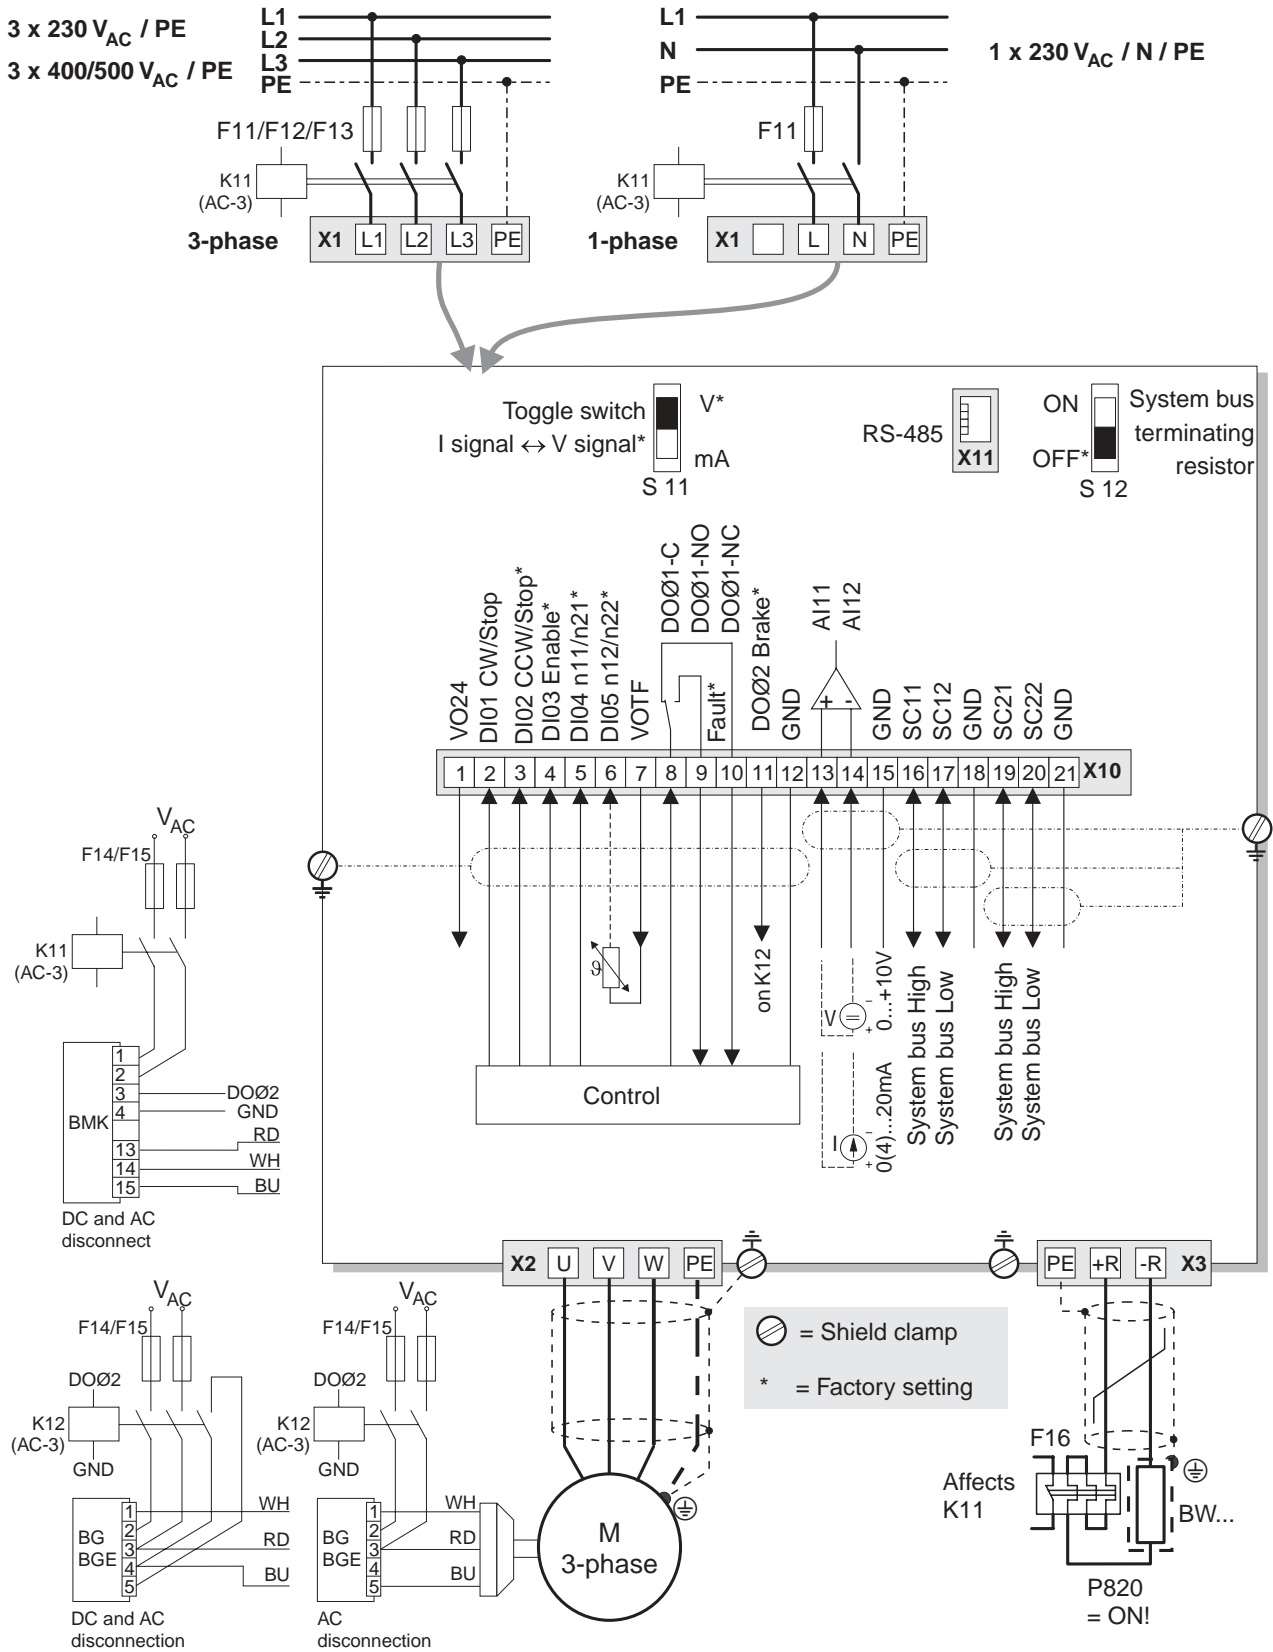 3 x 230 VAC / PE
3 x 400/500 VAC / PE
L1
L2
L3
PE
F11/F12/F13
K11
(AC-3)
3-phase
X1 L1 L2 L3 PE
L1
N
PE
1 x 230 VAC / N / PE
F11
K11
(AC-3)
1-phase
X1 L N PE
Toggle switch
I signal ↔ V signal*
V*
mA
S 11
RS-485
X11
ON
OFF*
S 12
System bus
terminating
resistor
VO24
DI01 CW/Stop
DI02 CCW/Stop*
DI03 Enable*
DI04 n11/n21*
DI05 n12/n22*
VOTF
DOØ1-C
DOØ1-NO
DOØ1-NC
Fault*
DOØ2 Brake*
GND
AI11
AI12
+ -
GND
SC11
SC12
GND
SC21
SC22
GND
1 2 3 4 5 6 7 8 9 10 11 12 13 14 15 16 17 18 19 20 21 X10
ϑ
on K12
V = - +
0...+10V
I - +
0(4)...20mA
System bus High
System bus Low
System bus High
System bus Low
Control
VAC
F14/F15
K11
(AC-3)
BMK
1
2
3
4
13
14
15
DOØ2
GND
RD
WH
BU
DC and AC
disconnect
X2 U V W PE
PE +R -R X3
VAC
F14/F15
DOØ2
K12
(AC-3)
GND
BG
BGE
1
2
3
4
5
WH
RD
BU
DC and AC
disconnection
VAC
F14/F15
DOØ2
K12
(AC-3)
GND
BG
BGE
1
2
3
4
5
WH
RD
BU
AC
disconnection
M
3-phase
= Shield clamp
* = Factory setting
F16
Affects
K11
BW...
P820
= ON!